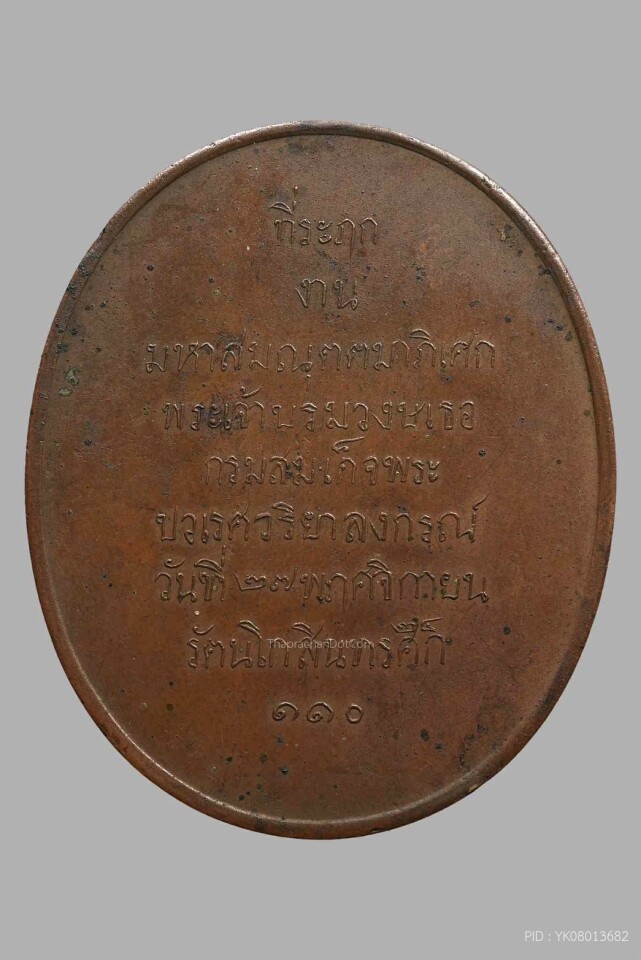 ที่ระฦก
งาน
มหาสมณุตตมาภิเศก
พระเจ้าบรมวงษเธอ
กรมสมเด็จพระ
ปวเรศวริยาลงกรณ์
วันที่ ๒๗ พฤศจิกายน
ThaprachanDotCom
รัตนโกสินทรศ๊ก
๑๑๐
PID : YK08013682